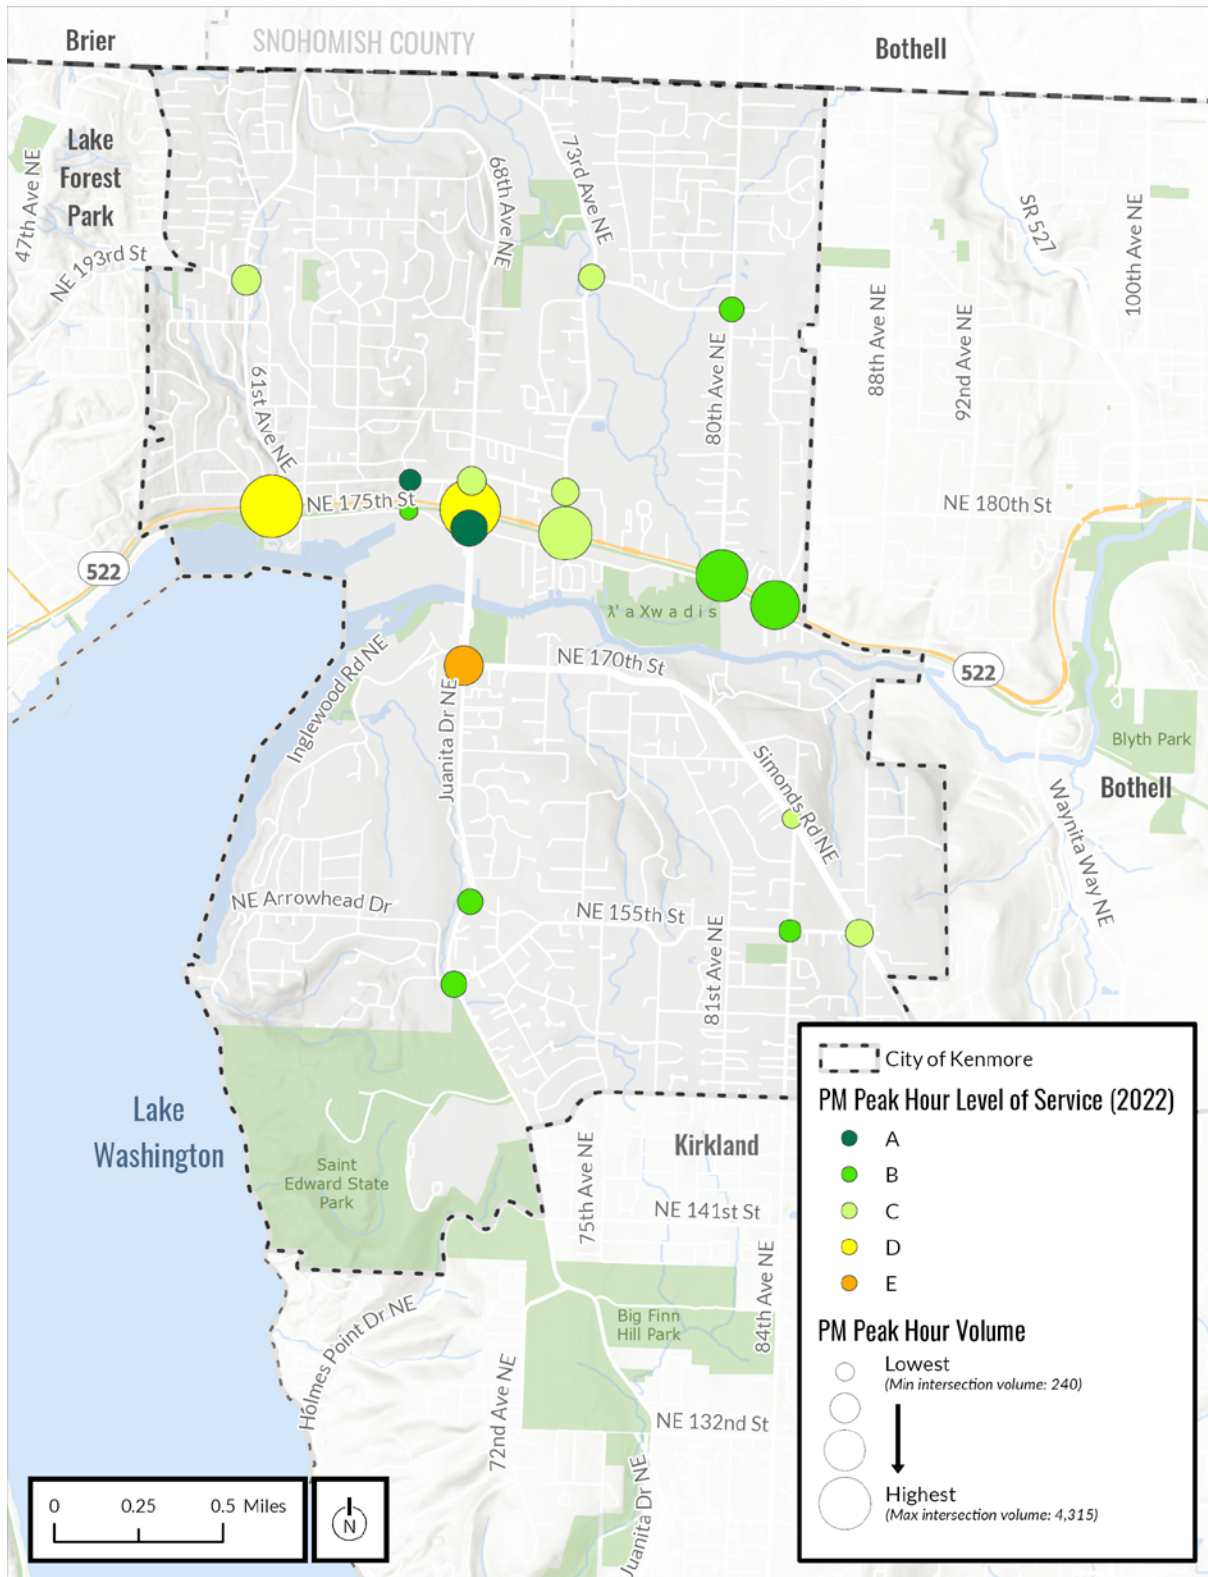 Brier
SNOHOMISH COUNTY
Bothell
Lake
Forest
Park
47th Ave NE
NE 193rd St
68th Ave NE
73rd Ave NE
SR 527
100th Ave NE
61st Ave NE
80th Ave NE
88th Ave NE
92nd Ave NE
NE 175th St
NE 180th St
522
ƛ' a X w a d i s
Inglewood Rd NE
NE 170th St
522
Juanita Dr NE
Simonds Rd NE
Blyth Park
Bothell
Waynita Way NE
NE Arrowhead Dr
NE 155th St
81st Ave NE
Lake
Washington
Saint
Edward State
Park
Kirkland
75th Ave NE
NE 141st St
84th Ave NE
Big Finn
Hill Park
Holmes Point Dr NE
72nd Ave NE
NE 132nd St
Juanita Dr NE
City of Kenmore
PM Peak Hour Level of Service (2022)
A
B
C
D
E
PM Peak Hour Volume
Lowest
(Min intersection volume: 240)
Highest
(Max intersection volume: 4,315)
0 0.25 0.5 Miles
N